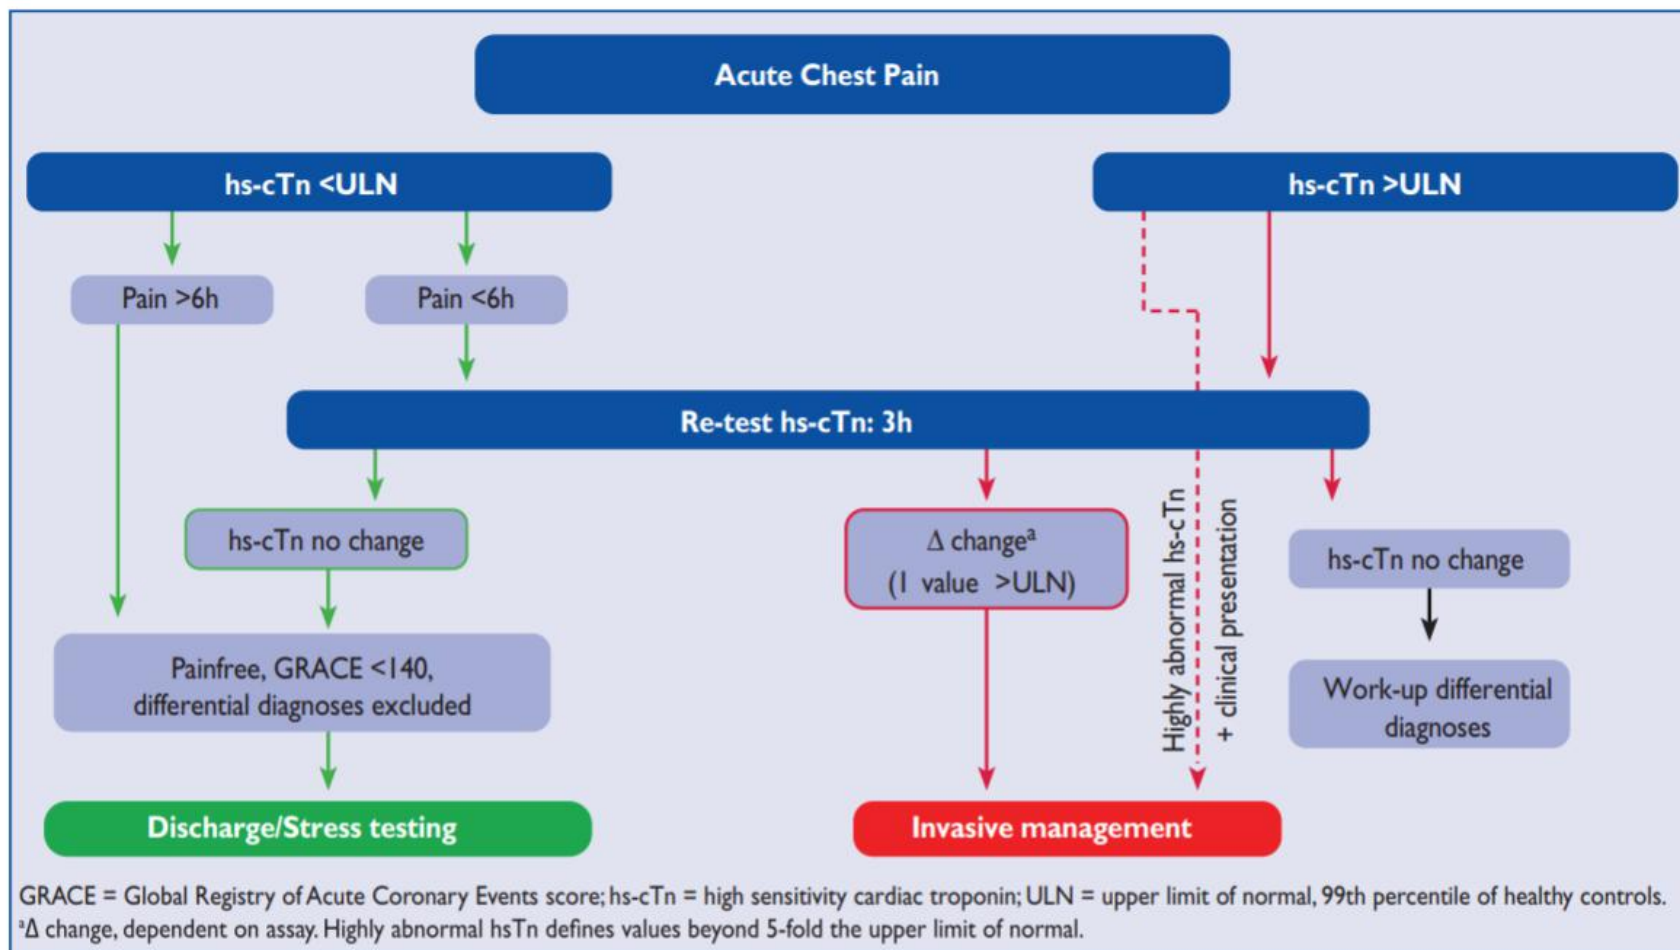 Acute Chest Pain
hs-cTn <ULN
hs-cTn >ULN
Pain >6h
Pain <6h
Re-test hs-cTn: 3h
hs-cTn no change
Δ changeᵃ
(1 value >ULN)
Highly abnormal hs-cTn
+ clinical presentation
hs-cTn no change
Painfree, GRACE <140,
differential diagnoses excluded
Work-up differential
diagnoses
Discharge/Stress testing
Invasive management
GRACE = Global Registry of Acute Coronary Events score; hs-cTn = high sensitivity cardiac troponin; ULN = upper limit of normal, 99th percentile of healthy controls.
ᵃΔ change, dependent on assay. Highly abnormal hsTn defines values beyond 5-fold the upper limit of normal.